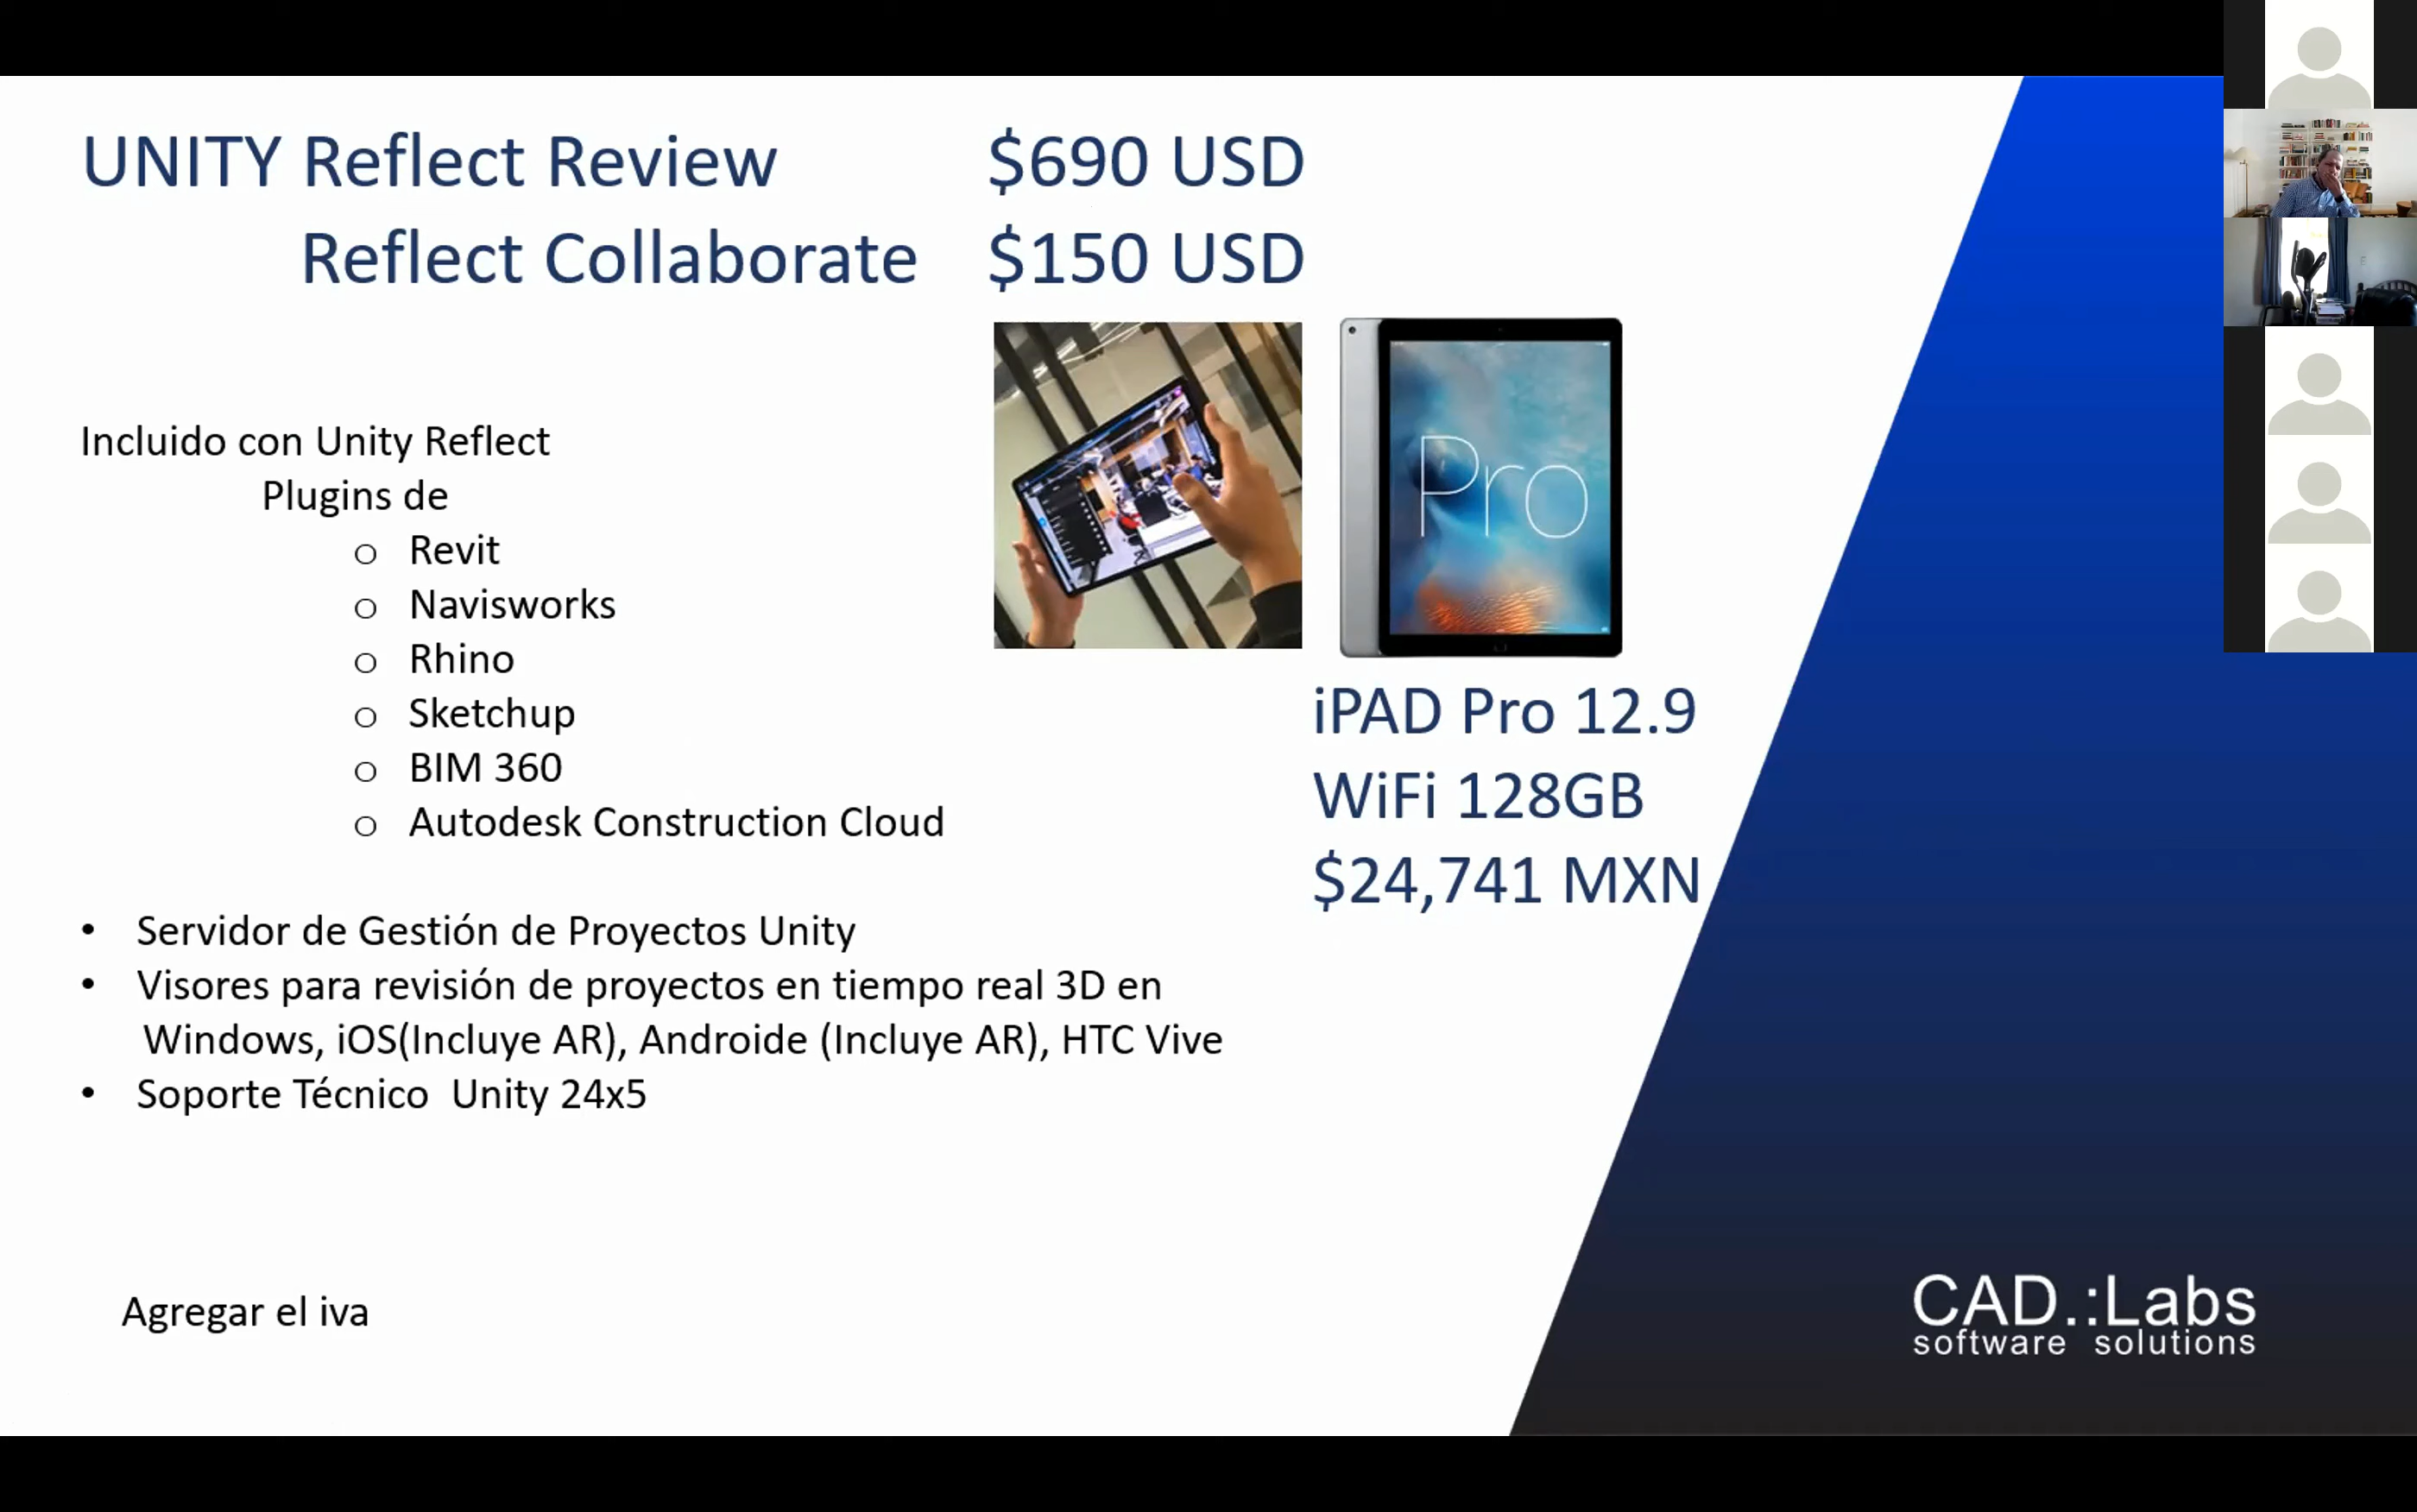 UNITY Reflect Review $690 USD
Reflect Collaborate $150 USD
Incluido con Unity Reflect
Plugins de
o Revit
o Navisworks
o Rhino
o Sketchup
o BIM 360
o Autodesk Construction Cloud
• Servidor de Gestión de Proyectos Unity
• Visores para revisión de proyectos en tiempo real 3D en
Windows, iOS(Incluye AR), Androide (Incluye AR), HTC Vive
• Soporte Técnico Unity 24x5
Agregar el iva
Pro
iPAD Pro 12.9
WiFi 128GB
$24,741 MXN
CAD.:Labs
software solutions